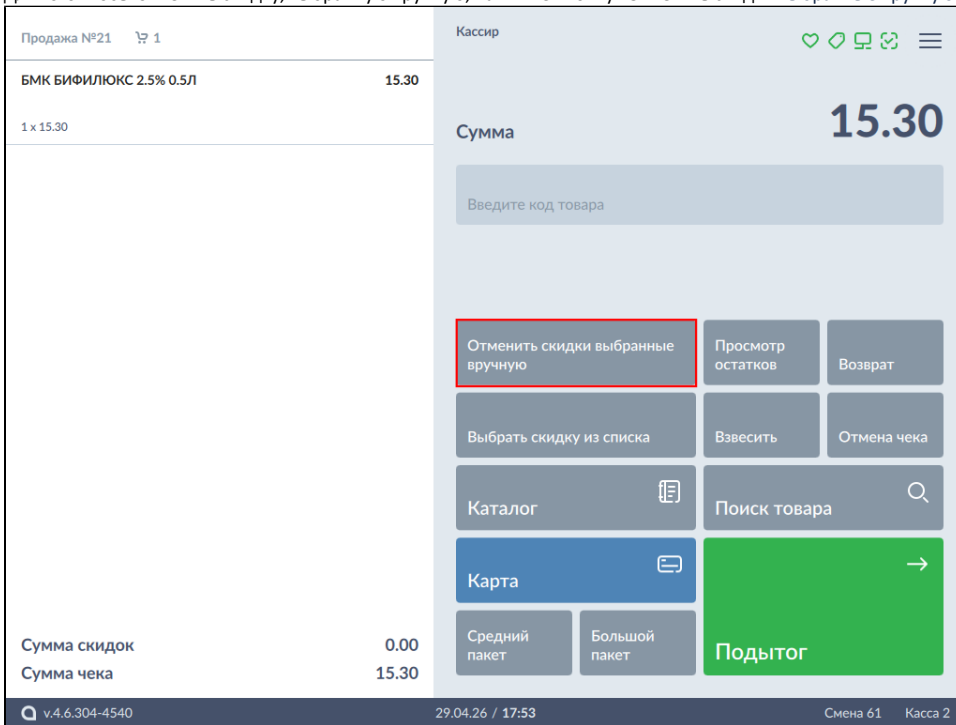 Продажа №21 1
БМК БИФИЛЮКС 2.5% 0.5Л 15.30
1 x 15.30
Сумма скидок 0.00
Сумма чека 15.30
Кассир
Сумма 15.30
Введите код товара
Отменить скидки выбранные
вручную
Просмотр
остатков
Возврат
Выбрать скидку из списка
Взвесить
Отмена чека
Каталог
Поиск товара
Карта
Средний
пакет
Большой
пакет
Подытог
v.4.6.304-4540 29.04.26 / 17:53 Смена 61 Касса 2